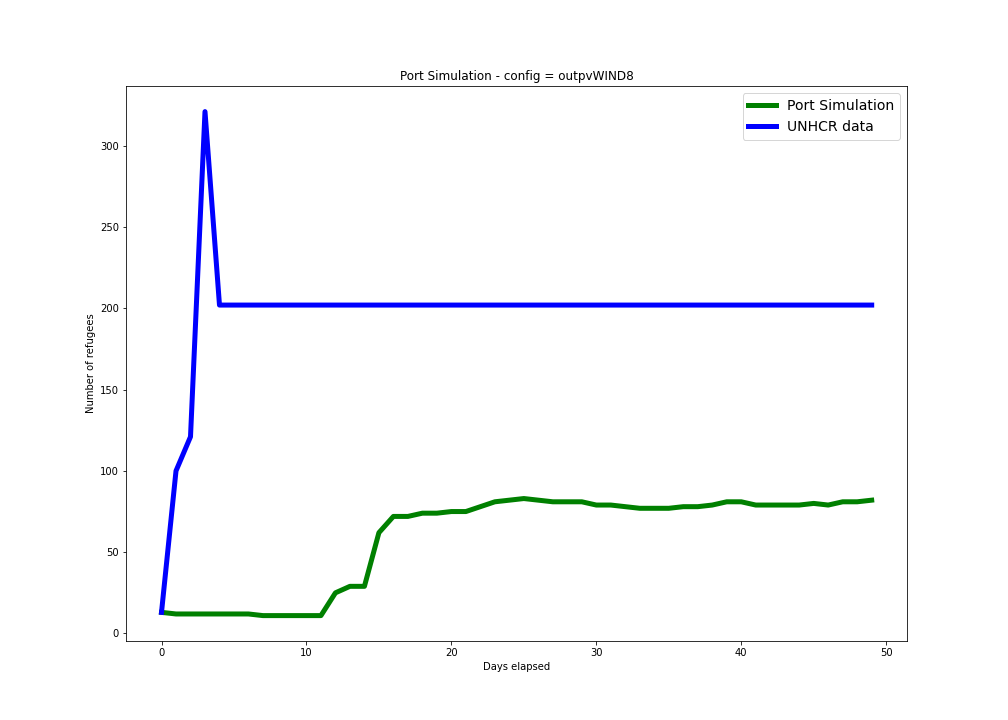 Port Simulation - config = outpvWIND8
Port Simulation
UNHCR data
Number of refugees
300
250
200
150
100
50
0
0 10 20 30 40 50
Days elapsed